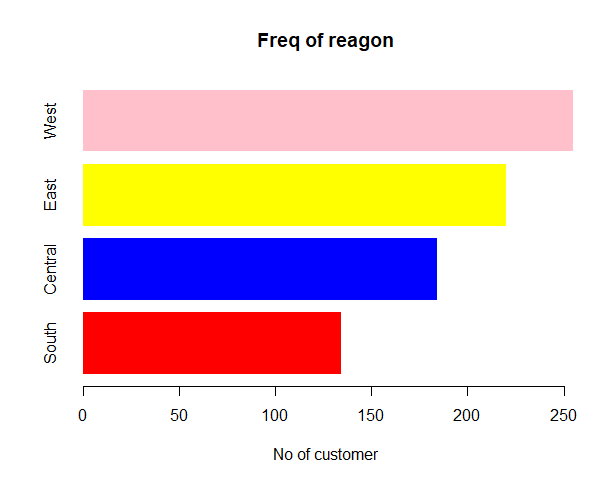 Freq of reagon
West
East
Central
South
0 50 100 150 200 250
No of customer